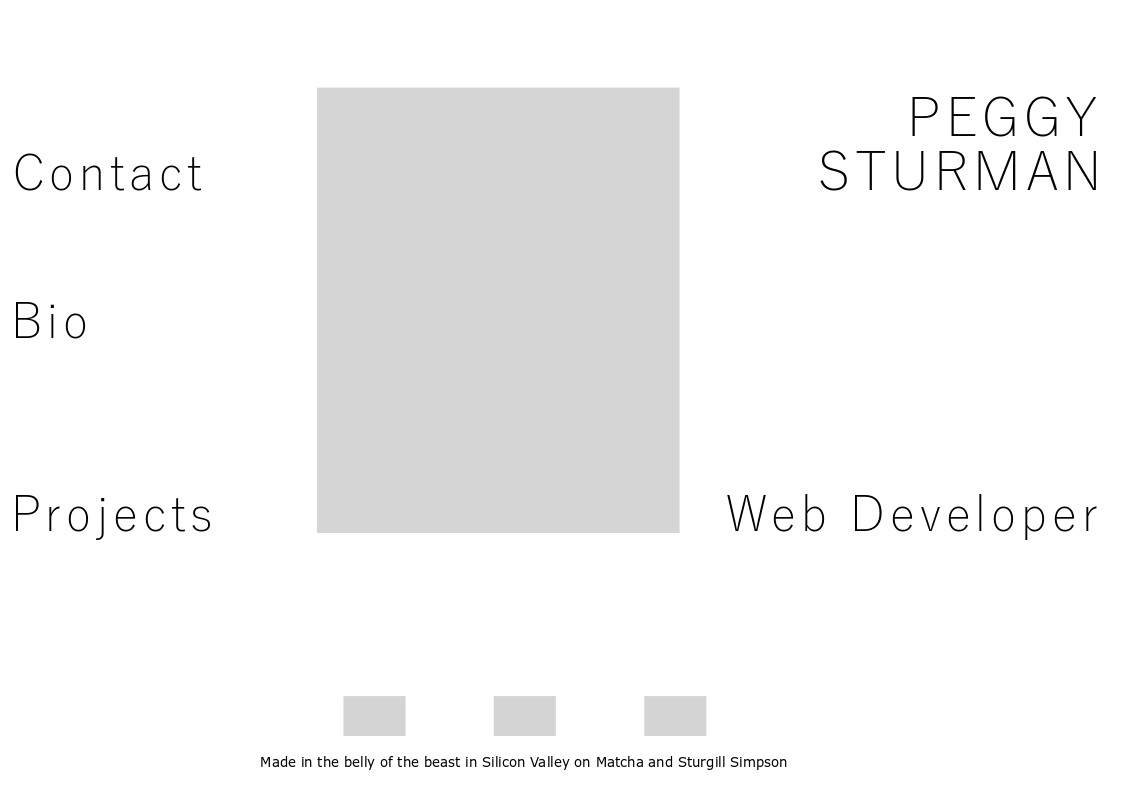 PEGGY
STURMAN
Contact
Bio
Projects
Web Developer
Made in the belly of the beast in Silicon Valley on Matcha and Sturgill Simpson